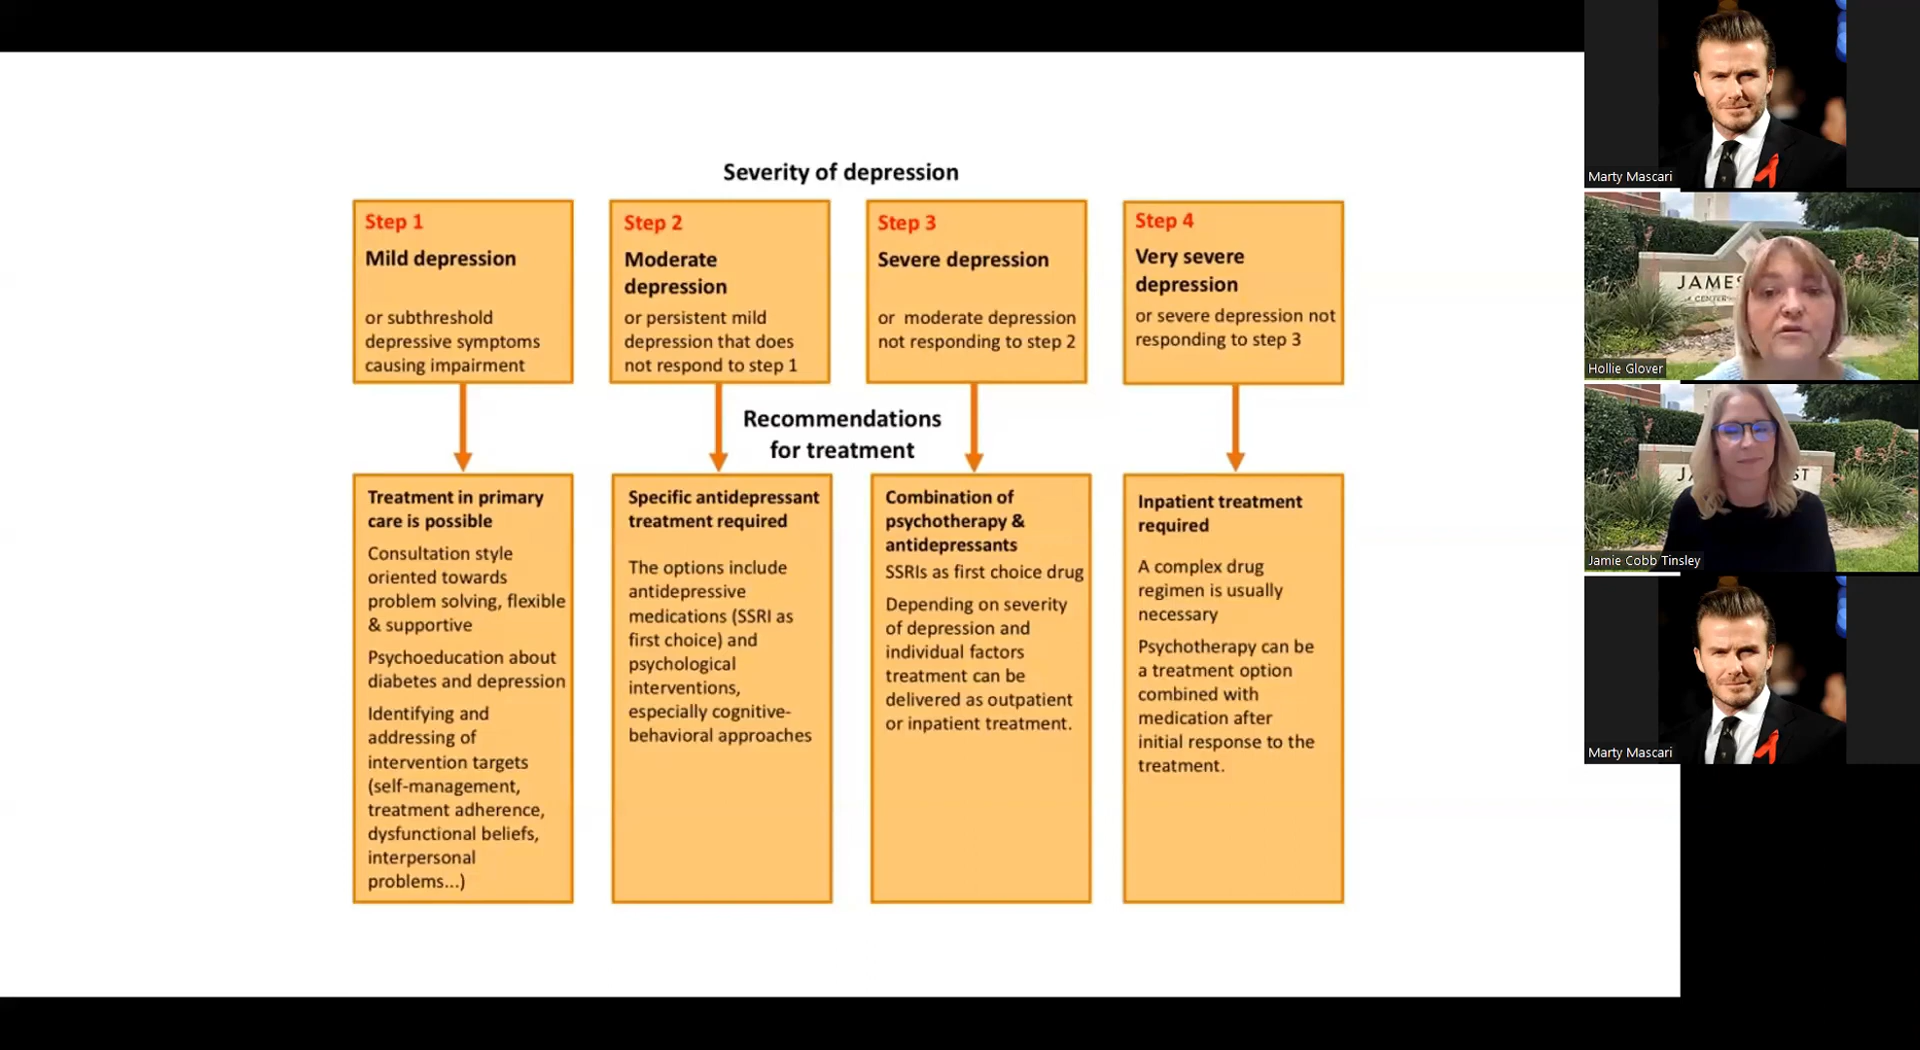 Severity of depression
Step 1
Mild depression
or subthreshold
depressive symptoms
causing impairment
Step 2
Moderate
depression
or persistent mild
depression that does
not respond to step 1
Step 3
Severe depression
or moderate depression
not responding to step 2
Step 4
Very severe
depression
or severe depression not
responding to step 3
Recommendations
for treatment
Treatment in primary
care is possible
Consultation style
oriented towards
problem solving, flexible
& supportive
Psychoeducation about
diabetes and depression
Identifying and
addressing of
intervention targets
(self-management,
treatment adherence,
dysfunctional beliefs,
interpersonal
problems...)
Specific antidepressant
treatment required
The options include
antidepressive
medications (SSRI as
first choice) and
psychological
interventions,
especially cognitive-
behavioral approaches
Combination of
psychotherapy &
antidepressants
SSRIs as first choice drug
Depending on severity
of depression and
individual factors
treatment can be
delivered as outpatient
or inpatient treatment.
Inpatient treatment
required
A complex drug
regimen is usually
necessary
Psychotherapy can be
a treatment option
combined with
medication after
initial response to the
treatment.
Marty Mascari
JAMES
A CENTER
Hollie Glover
JA ST
Jamie Cobb Tinsley
Marty Mascari